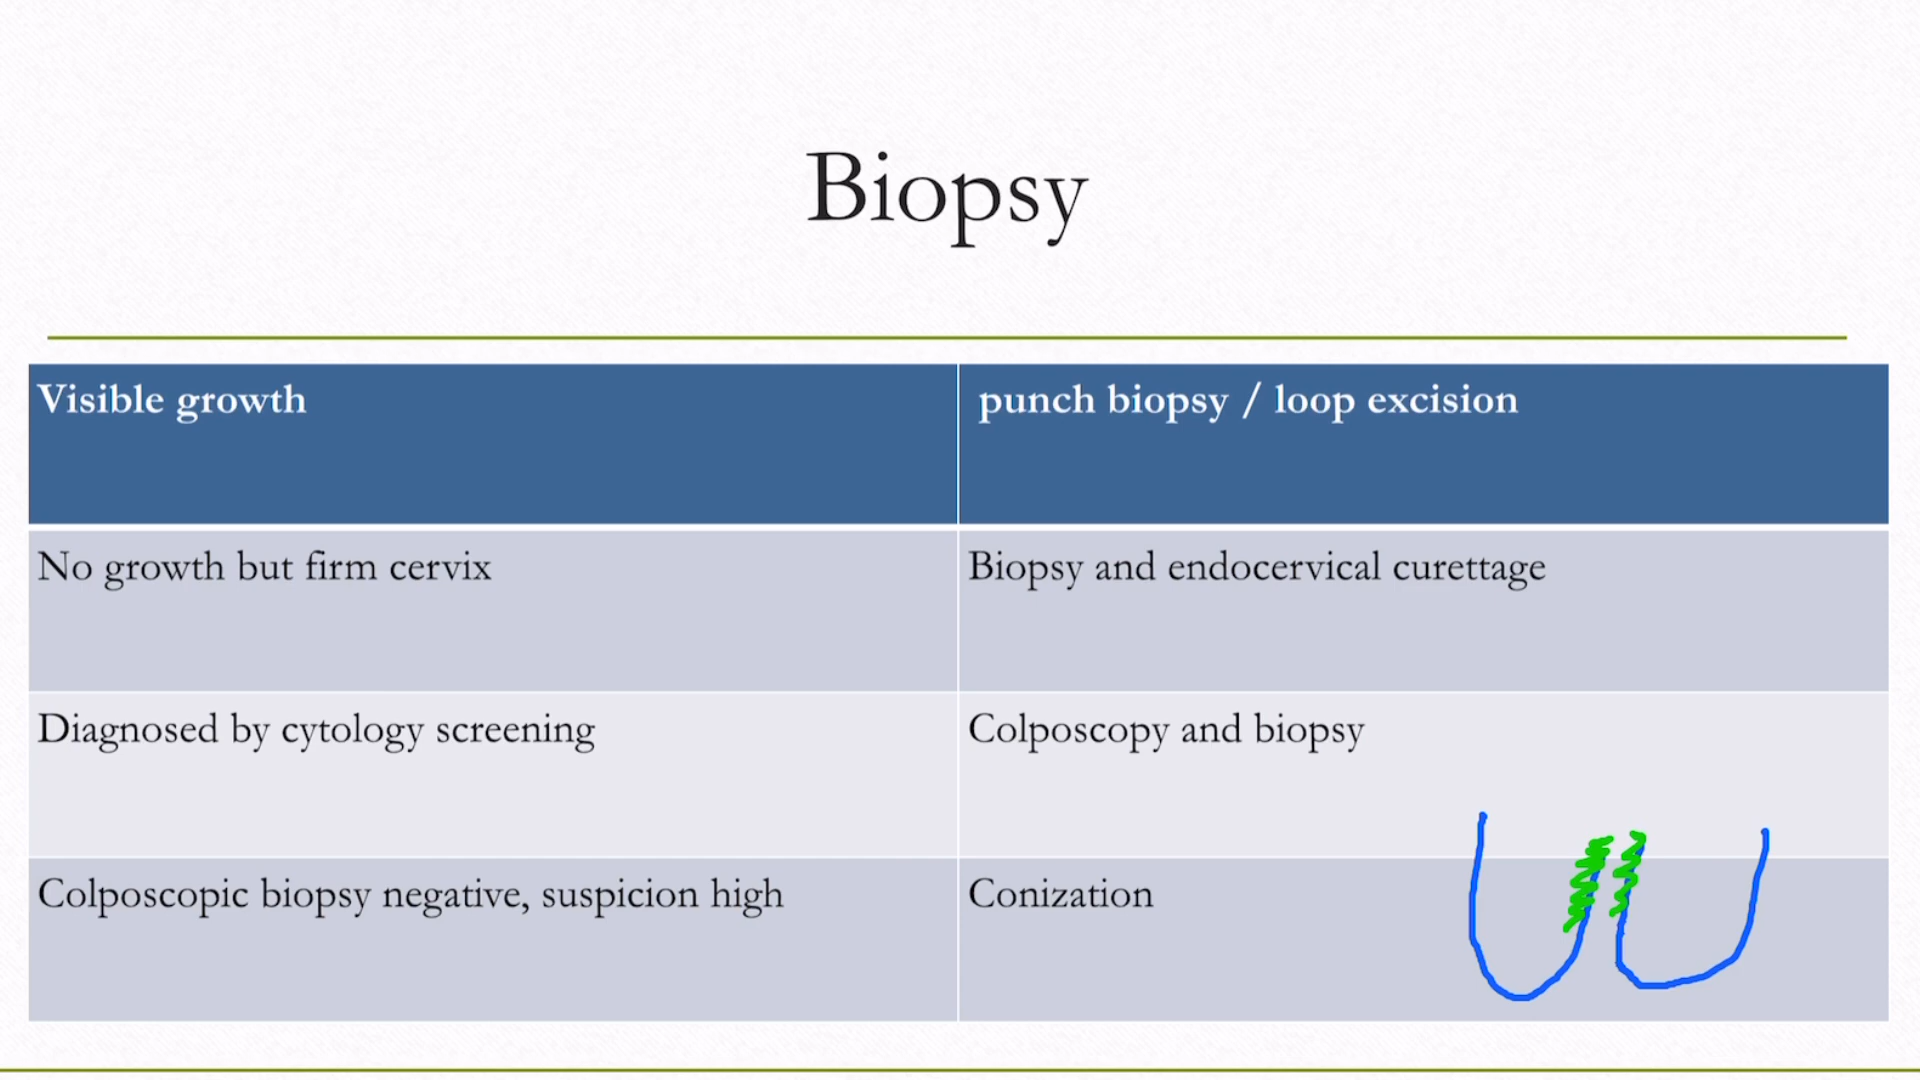 Biopsy
Visible growth
punch biopsy / loop excision
No growth but firm cervix
Biopsy and endocervical curettage
Diagnosed by cytology screening
Colposcopy and biopsy
Colposcopic biopsy negative, suspicion high
Conization